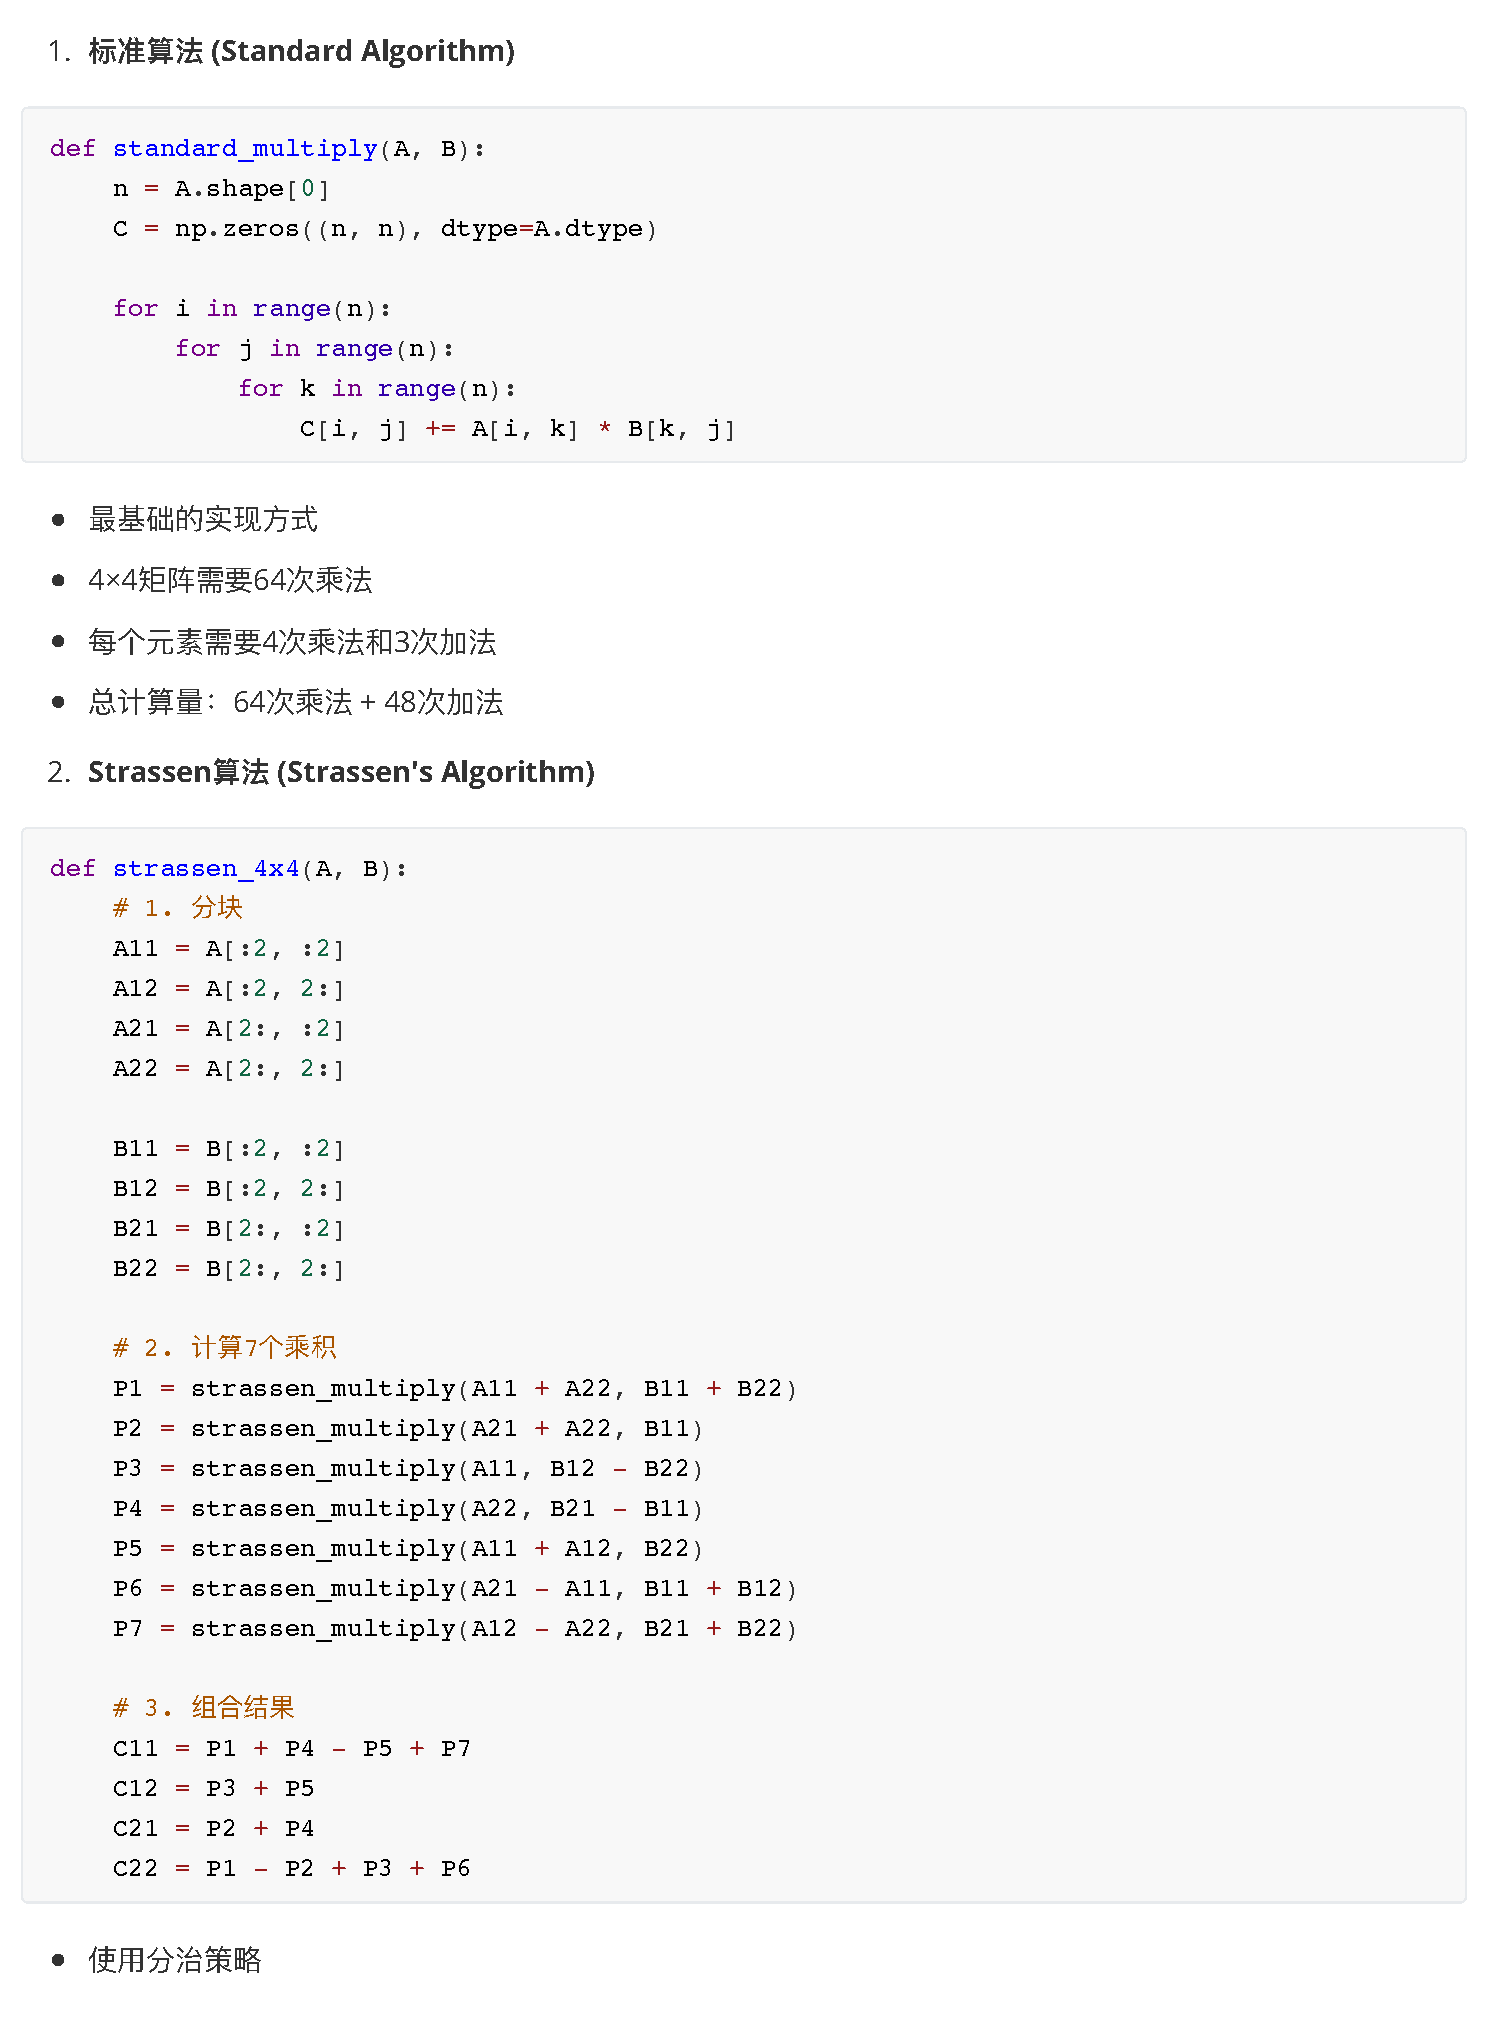 1. 标准算法 (Standard Algorithm)
def standard_multiply(A, B):
    n = A.shape[0]
    C = np.zeros((n, n), dtype=A.dtype)

    for i in range(n):
        for j in range(n):
            for k in range(n):
                C[i, j] += A[i, k] * B[k, j]
• 最基础的实现方式
• 4×4矩阵需要64次乘法
• 每个元素需要4次乘法和3次加法
• 总计算量：64次乘法 + 48次加法
2. Strassen算法 (Strassen's Algorithm)
def strassen_4x4(A, B):
    # 1. 分块
    A11 = A[:2, :2]
    A12 = A[:2, 2:]
    A21 = A[2:, :2]
    A22 = A[2:, 2:]

    B11 = B[:2, :2]
    B12 = B[:2, 2:]
    B21 = B[2:, :2]
    B22 = B[2:, 2:]

    # 2. 计算7个乘积
    P1 = strassen_multiply(A11 + A22, B11 + B22)
    P2 = strassen_multiply(A21 + A22, B11)
    P3 = strassen_multiply(A11, B12 - B22)
    P4 = strassen_multiply(A22, B21 - B11)
    P5 = strassen_multiply(A11 + A12, B22)
    P6 = strassen_multiply(A21 - A11, B11 + B12)
    P7 = strassen_multiply(A12 - A22, B21 + B22)

    # 3. 组合结果
    C11 = P1 + P4 - P5 + P7
    C12 = P3 + P5
    C21 = P2 + P4
    C22 = P1 - P2 + P3 + P6
• 使用分治策略